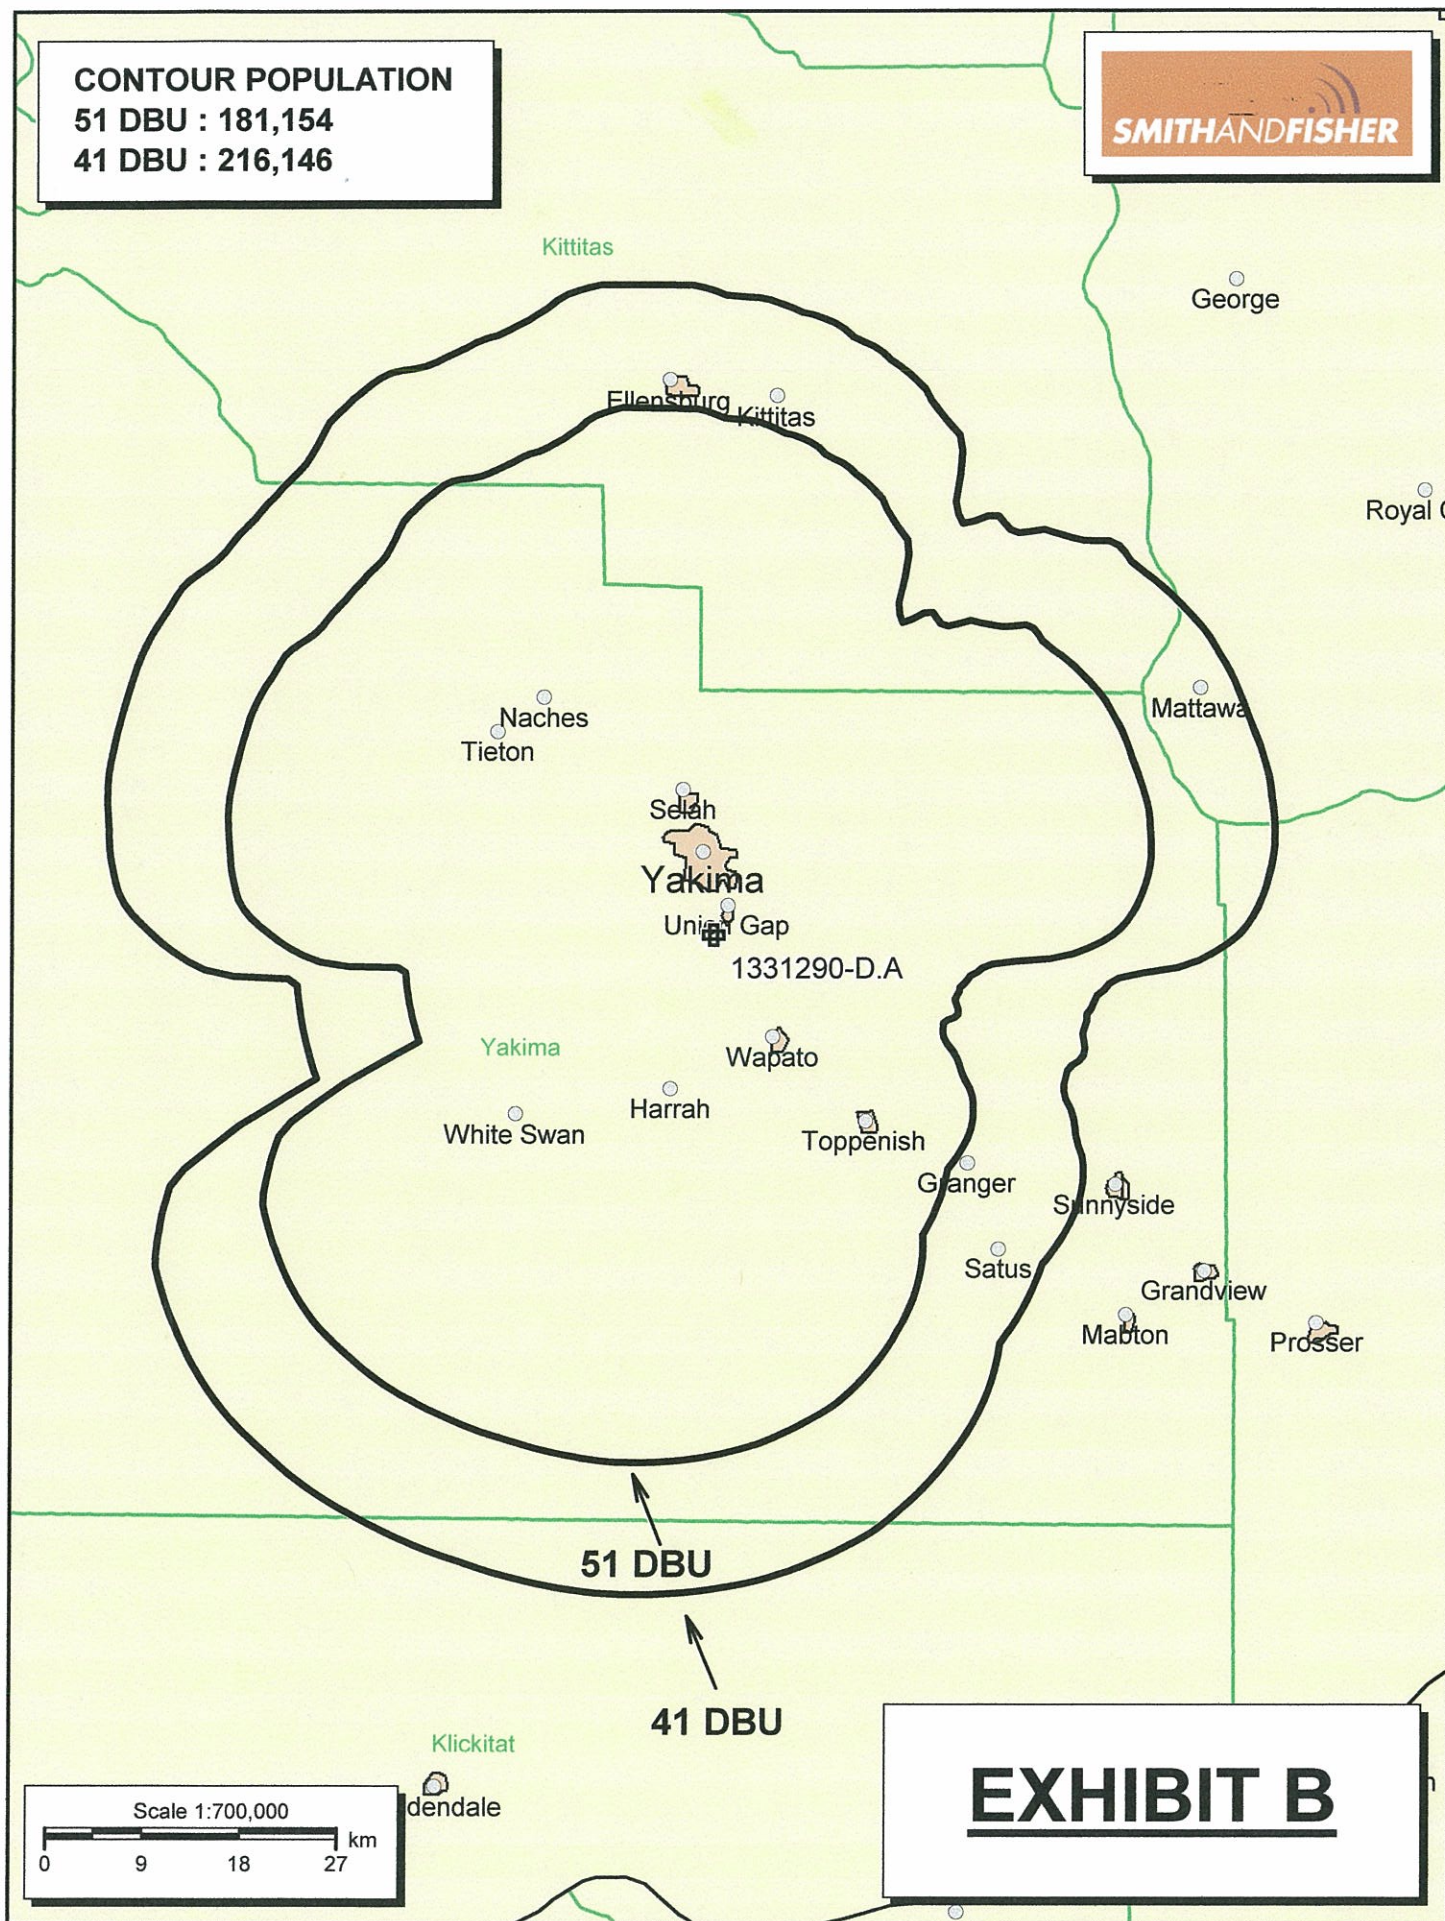 CONTOUR POPULATION
51 DBU : 181,154
41 DBU : 216,146
SMITHANDFISHER
Kittitas
George
Ellensburg
Kittitas
Royal
Naches
Tieton
Mattawa
Selah
Yakima
Union Gap
1331290-D.A
Yakima
Wapato
Harrah
White Swan
Toppenish
Granger
Sunnyside
Satus
Grandview
Mabton
Prosser
51 DBU
41 DBU
Klickitat
dendale
EXHIBIT B
Scale 1:700,000
km
0 9 18 27